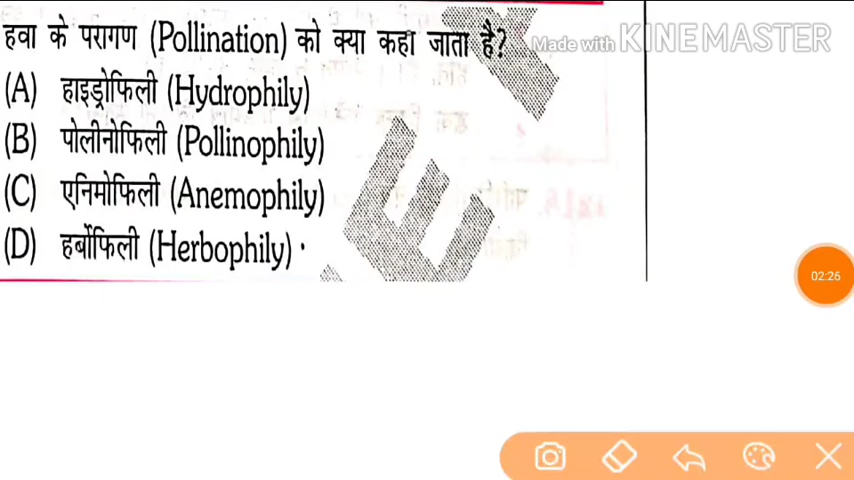 हवा के परागण (Pollination) को क्या कहा जाता है?
Made with KINEMASTER
(A) हाइड्रोफिली (Hydrophily)
(B) पोलीनोफिली (Pollinophily)
(C) एनिमोफिली (Anemophily)
(D) हर्बोफिली (Herbophily)
02:26